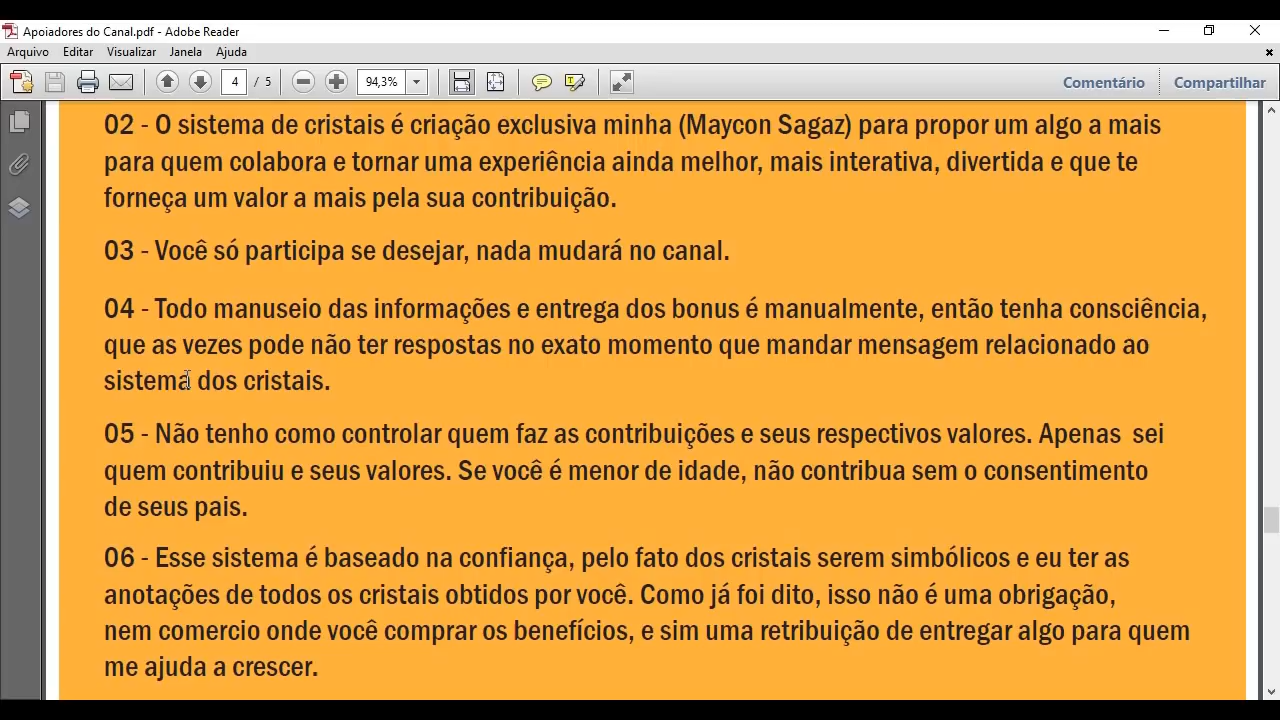 Apoiadores do Canal.pdf - Adobe Reader
Arquivo Editar Visualizar Janela Ajuda
4 / 5 94,3% Comentário Compartilhar
02 - O sistema de cristais é criação exclusiva minha (Maycon Sagaz) para propor um algo a mais
para quem colabora e tornar uma experiência ainda melhor, mais interativa, divertida e que te
forneça um valor a mais pela sua contribuição.
03 - Você só participa se desejar, nada mudará no canal.
04 - Todo manuseio das informações e entrega dos bonus é manualmente, então tenha consciência,
que as vezes pode não ter respostas no exato momento que mandar mensagem relacionado ao
sistema dos cristais.
05 - Não tenho como controlar quem faz as contribuições e seus respectivos valores. Apenas  sei
quem contribuiu e seus valores. Se você é menor de idade, não contribua sem o consentimento
de seus pais.
06 - Esse sistema é baseado na confiança, pelo fato dos cristais serem simbólicos e eu ter as
anotações de todos os cristais obtidos por você. Como já foi dito, isso não é uma obrigação,
nem comercio onde você comprar os benefícios, e sim uma retribuição de entregar algo para quem
me ajuda a crescer.